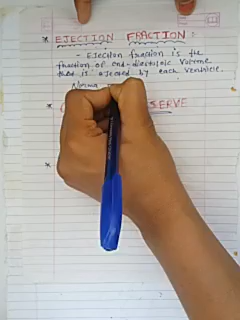 * EJECTION FRACTION :
- Ejection fraction is the
fraction of end-diastolic volume
that is ejected by each ventricle.
Norma
* SERVE
*